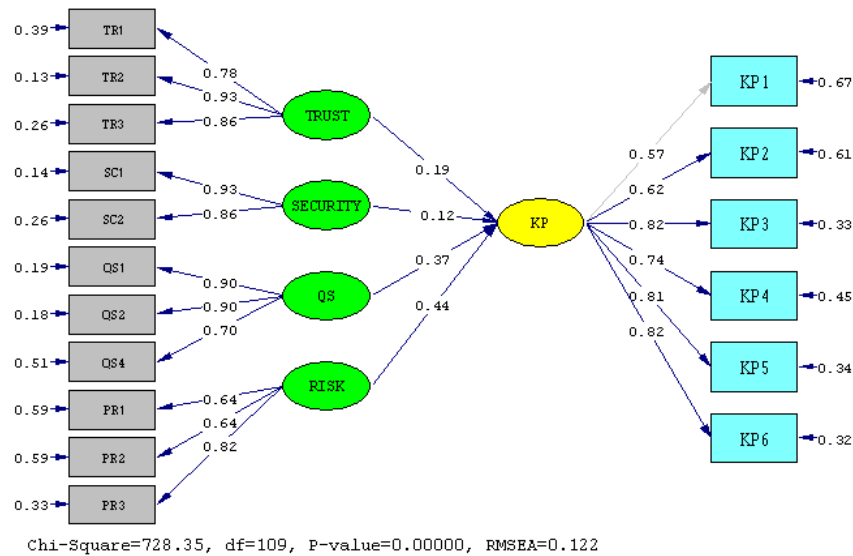 0.39 TR1
0.13 TR2
0.26 TR3
0.14 SC1
0.26 SC2
0.19 QS1
0.18 QS2
0.51 QS4
0.59 PR1
0.59 PR2
0.33 PR3
0.78
0.93
0.86
0.93
0.86
0.90
0.90
0.70
0.64
0.64
0.82
TRUST
SECURITY
QS
RISK
0.19
0.12
0.37
0.44
KP
0.57
0.62
0.82
0.74
0.81
0.82
KP1 0.67
KP2 0.61
KP3 0.33
KP4 0.45
KP5 0.34
KP6 0.32
Chi-Square=728.35, df=109, P-value=0.00000, RMSEA=0.122